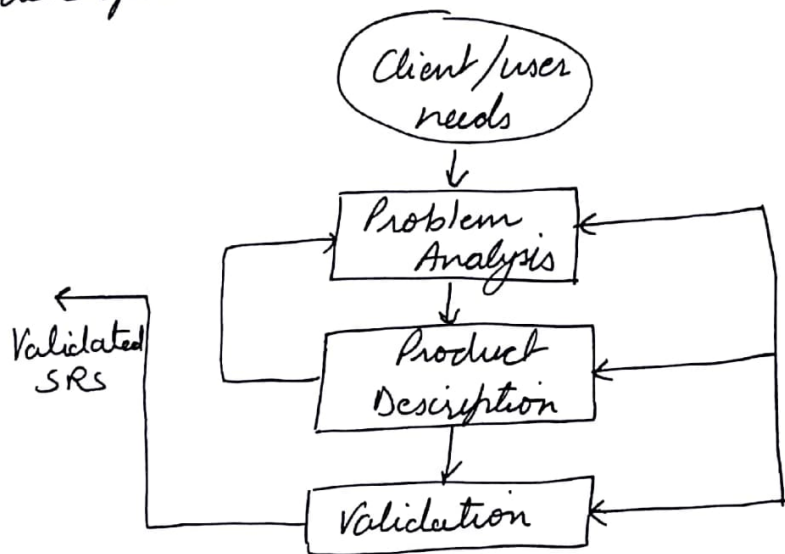 Client/user
needs
Problem
Analysis
Product
Description
Validated
SRS
Validation